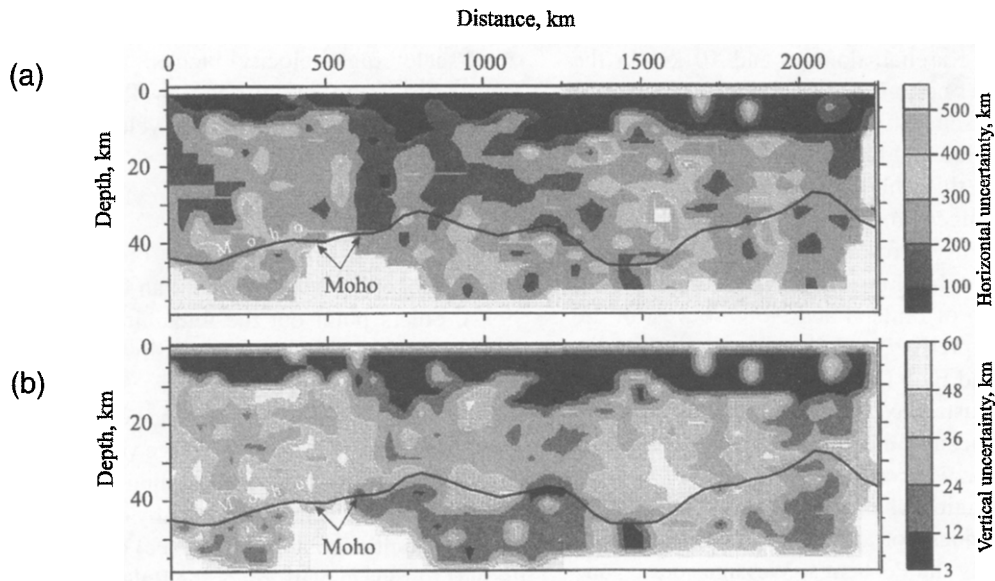 Distance, km
(a)
0 500 1000 1500 2000
Depth, km
0
20
40
Moho
Moho
500
400
300
200
100
Horizontal uncertainty, km
(b)
Depth, km
0
20
40
Moho
Moho
60
48
36
24
12
3
Vertical uncertainty, km